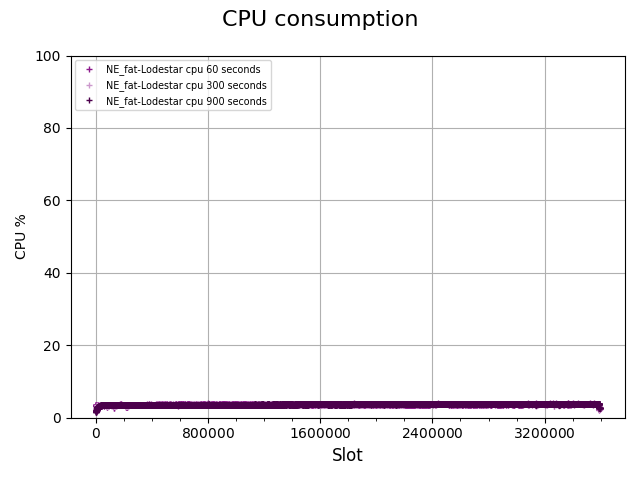 CPU consumption
NE_fat-Lodestar cpu 60 seconds
NE_fat-Lodestar cpu 300 seconds
NE_fat-Lodestar cpu 900 seconds
100
80
60
40
20
0
CPU %
0 800000 1600000 2400000 3200000
Slot